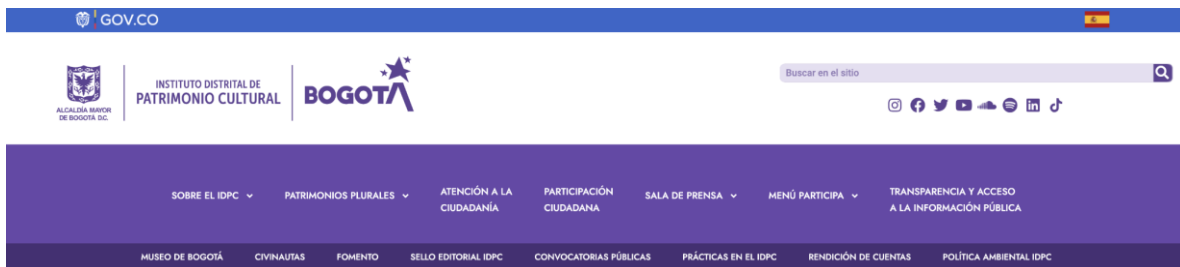 GOV.CO
ALCALDÍA MAYOR
DE BOGOTÁ D.C.
INSTITUTO DISTRITAL DE
PATRIMONIO CULTURAL
BOGOTÁ
Buscar en el sitio
SOBRE EL IDPC
PATRIMONIOS PLURALES
ATENCIÓN A LA
CIUDADANÍA
PARTICIPACIÓN
CIUDADANA
SALA DE PRENSA
MENÚ PARTICIPA
TRANSPARENCIA Y ACCESO
A LA INFORMACIÓN PÚBLICA
MUSEO DE BOGOTÁ CIVINAUTAS FOMENTO SELLO EDITORIAL IDPC CONVOCATORIAS PÚBLICAS PRÁCTICAS EN EL IDPC RENDICIÓN DE CUENTAS POLÍTICA AMBIENTAL IDPC